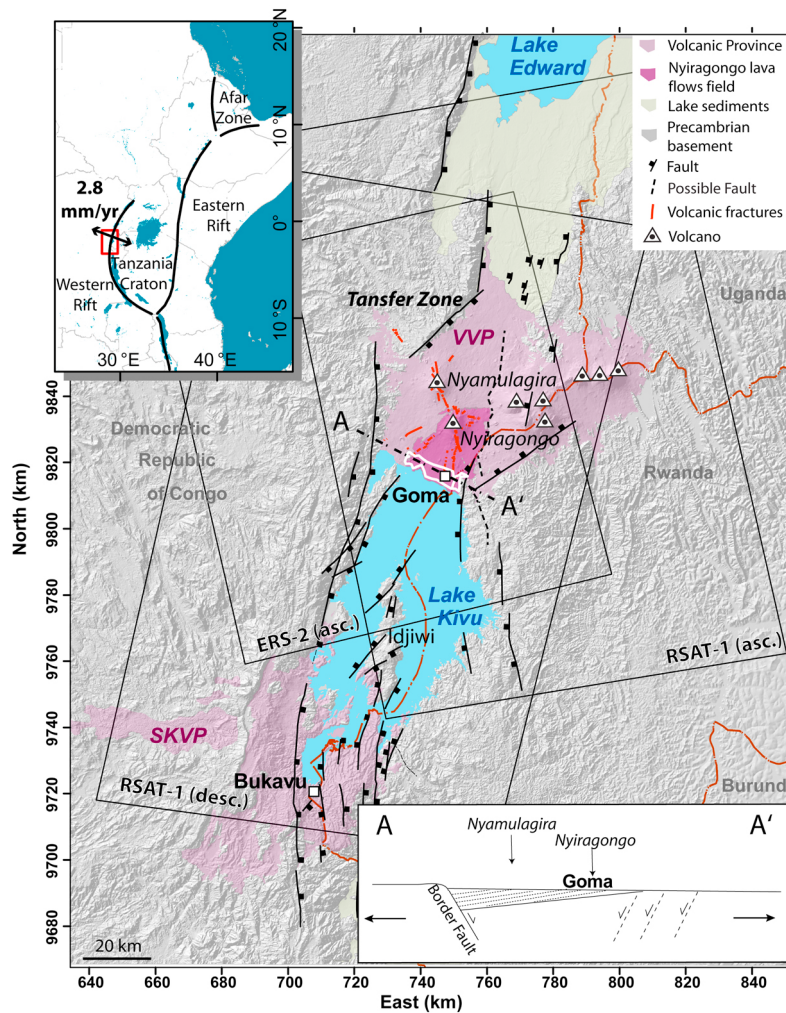 20 °N
10 °N
0°
10 °S
30 °E
40 °E
Afar
Zone
2.8
mm/yr
Eastern
Rift
Tanzania
Craton
Western
Rift
Lake
Edward
Volcanic Province
Nyiragongo lava
flows field
Lake sediments
Precambrian
basement
Fault
Possible Fault
Volcanic fractures
Volcano
Tansfer Zone
VVP
Uganda
Nyamulagira
Nyiragongo
A
A'
Goma
Democratic
Republic
of Congo
Rwanda
Lake
Kivu
Idjiwi
ERS-2 (asc.)
RSAT-1 (asc.)
SKVP
RSAT-1 (desc.)
Bukavu
Burund
A
A'
Nyamulagira
Nyiragongo
Goma
Border Fault
20 km
North (km)
9840
9820
9800
9780
9760
9740
9720
9700
9680
640
660
680
700
720
740
760
780
800
820
840
East (km)